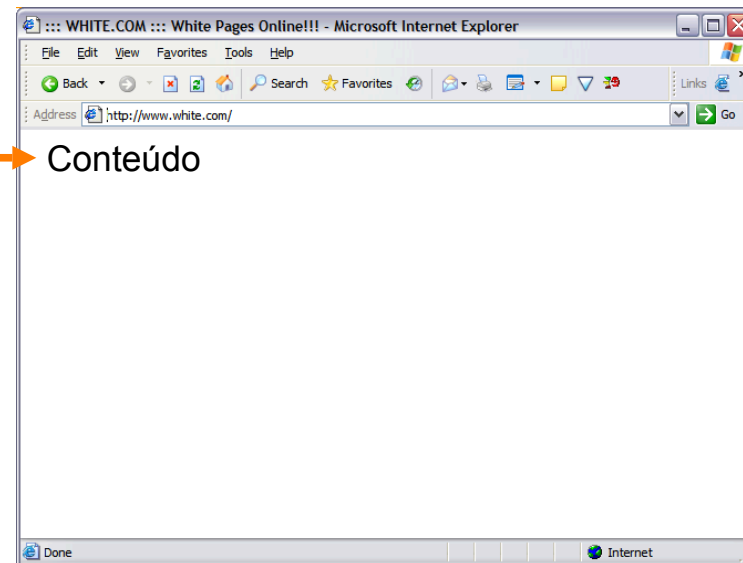 ::: WHITE.COM ::: White Pages Online!!! - Microsoft Internet Explorer
File Edit View Favorites Tools Help
Back Search Favorites Links
Address http://www.white.com/ Go
Conteúdo
Done Internet